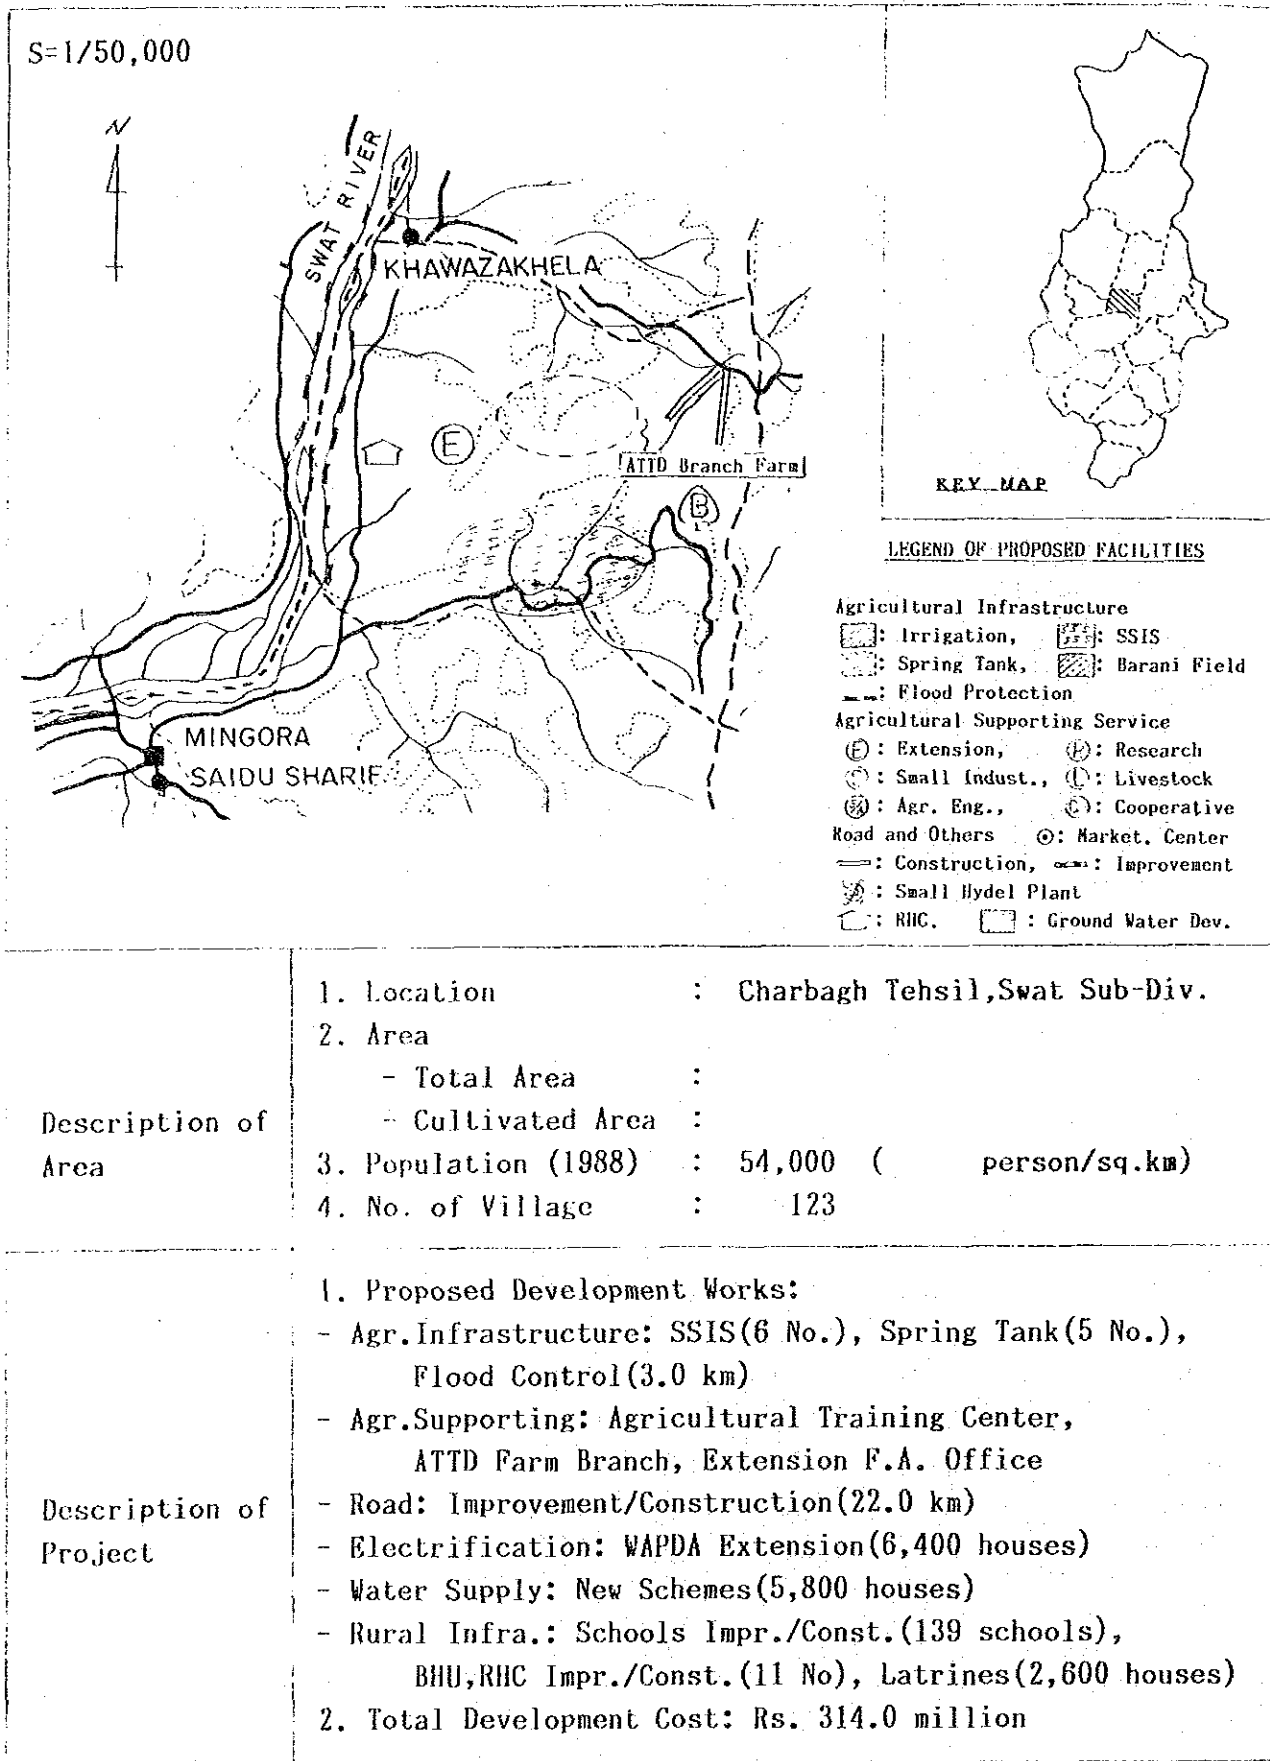 S=1/50,000
N
SWAT RIVER
KHAWAZAKHELA
E
ATTD Branch Farm
B
MINGORA
SAIDU SHARIF
KEY MAP
LEGEND OF PROPOSED FACILITIES
Agricultural Infrastructure
: Irrigation, : SSIS
: Spring Tank, : Barani Field
: Flood Protection
Agricultural Supporting Service
(E) : Extension, (R): Research
: Small Indust., (L): Livestock
: Agr. Eng., (C): Cooperative
Road and Others : Market. Center
: Construction, : Improvement
: Small Hydel Plant
: RHC. : Ground Water Dev.
Description of
Area
1. Location : Charbagh Tehsil,Swat Sub-Div.
2. Area
- Total Area :
- Cultivated Area :
3. Population (1988) : 54,000 ( person/sq.km)
4. No. of Village : 123
Description of
Project
1. Proposed Development Works:
- Agr.Infrastructure: SSIS(6 No.), Spring Tank(5 No.),
Flood Control(3.0 km)
- Agr.Supporting: Agricultural Training Center,
ATTD Farm Branch, Extension F.A. Office
- Road: Improvement/Construction(22.0 km)
- Electrification: WAPDA Extension(6,400 houses)
- Water Supply: New Schemes(5,800 houses)
- Rural Infra.: Schools Impr./Const.(139 schools),
BHU,RHC Impr./Const.(11 No), Latrines(2,600 houses)
2. Total Development Cost: Rs. 314.0 million